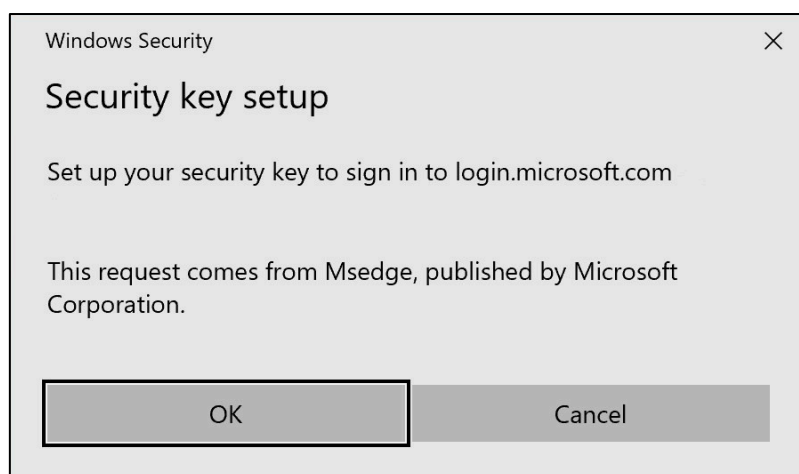 Windows Security
Security key setup
Set up your security key to sign in to login.microsoft.com
This request comes from Msedge, published by Microsoft
Corporation.
OK
Cancel